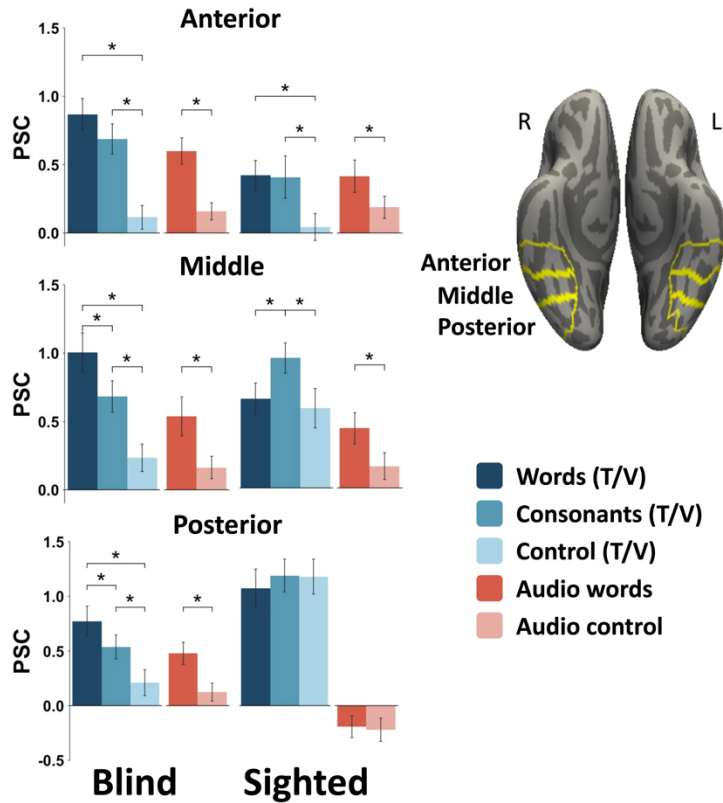 Anterior
PSC
1.5
1.0
0.5
0.0
* * * * * *
Middle
PSC
1.5
1.0
0.5
0.0
* * * * * * *
Posterior
PSC
1.5
1.0
0.5
0.0
-0.5
* * * *
Blind Sighted
R L
Anterior
Middle
Posterior
Words (T/V)
Consonants (T/V)
Control (T/V)
Audio words
Audio control